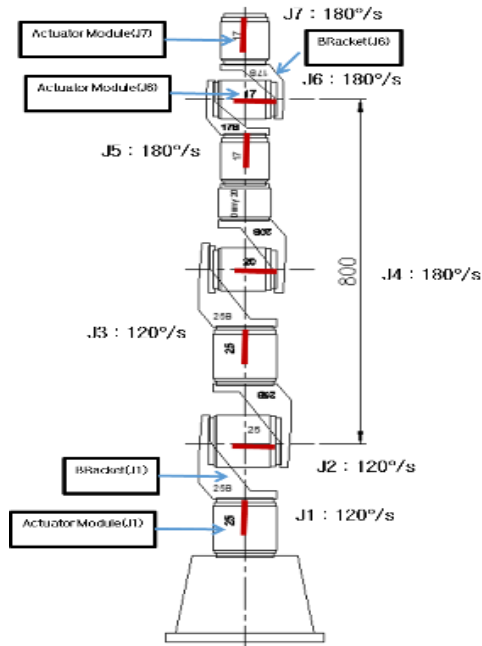 J7 : 180°/s
Actuator Module(J7)
BRacket(J6)
17
17B
J6 : 180°/s
Actuator Module(J6)
17
17B
J5 : 180°/s
17
20B
20
800
J4 : 180°/s
25B
J3 : 120°/s
25
25B
25
BRacket(J1)
25B
J2 : 120°/s
Actuator Module(J1)
25
J1 : 120°/s